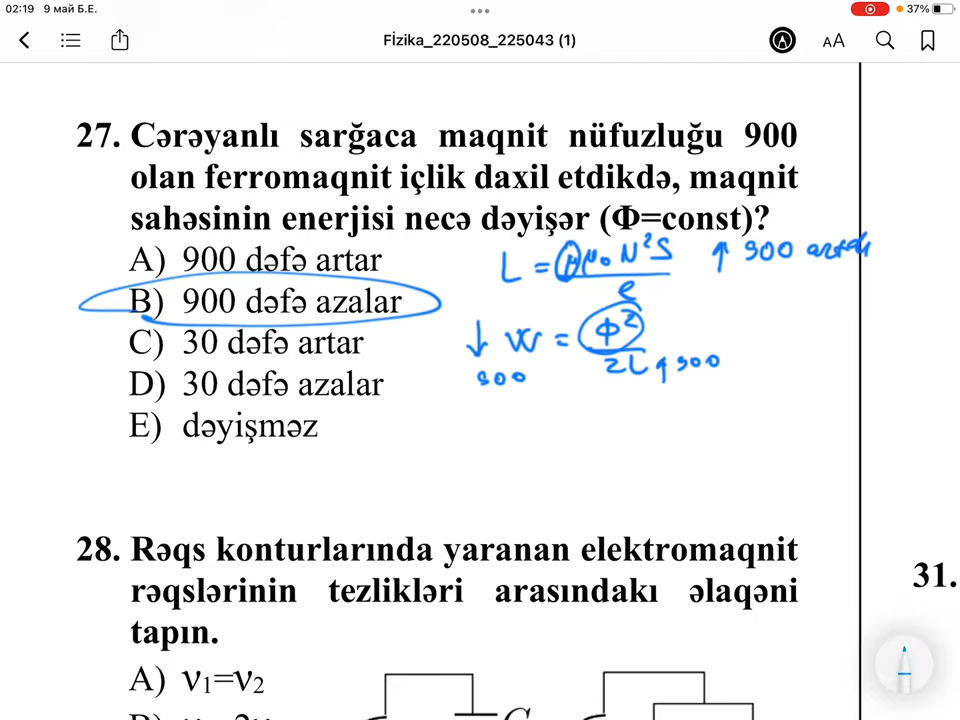 02:19 9 май Б.Е.
37%
Fizika_220508_225043 (1)
AA
27. Cərəyanlı sarğaca maqnit nüfuzluğu 900
olan ferromaqnit içlik daxil etdikdə, maqnit
sahəsinin enerjisi necə dəyişər (Φ=const)?
A) 900 dəfə artar
B) 900 dəfə azalar
C) 30 dəfə artar
D) 30 dəfə azalar
E) dəyişməz
L = μμ₀N²S / l ↑ 900 artdı
↓ W = Φ² / 2L ↑ 900
900
28. Rəqs konturlarında yaranan elektromaqnit
rəqslərinin tezlikləri arasındakı əlaqəni
tapın.
A) ν₁=ν₂
31.